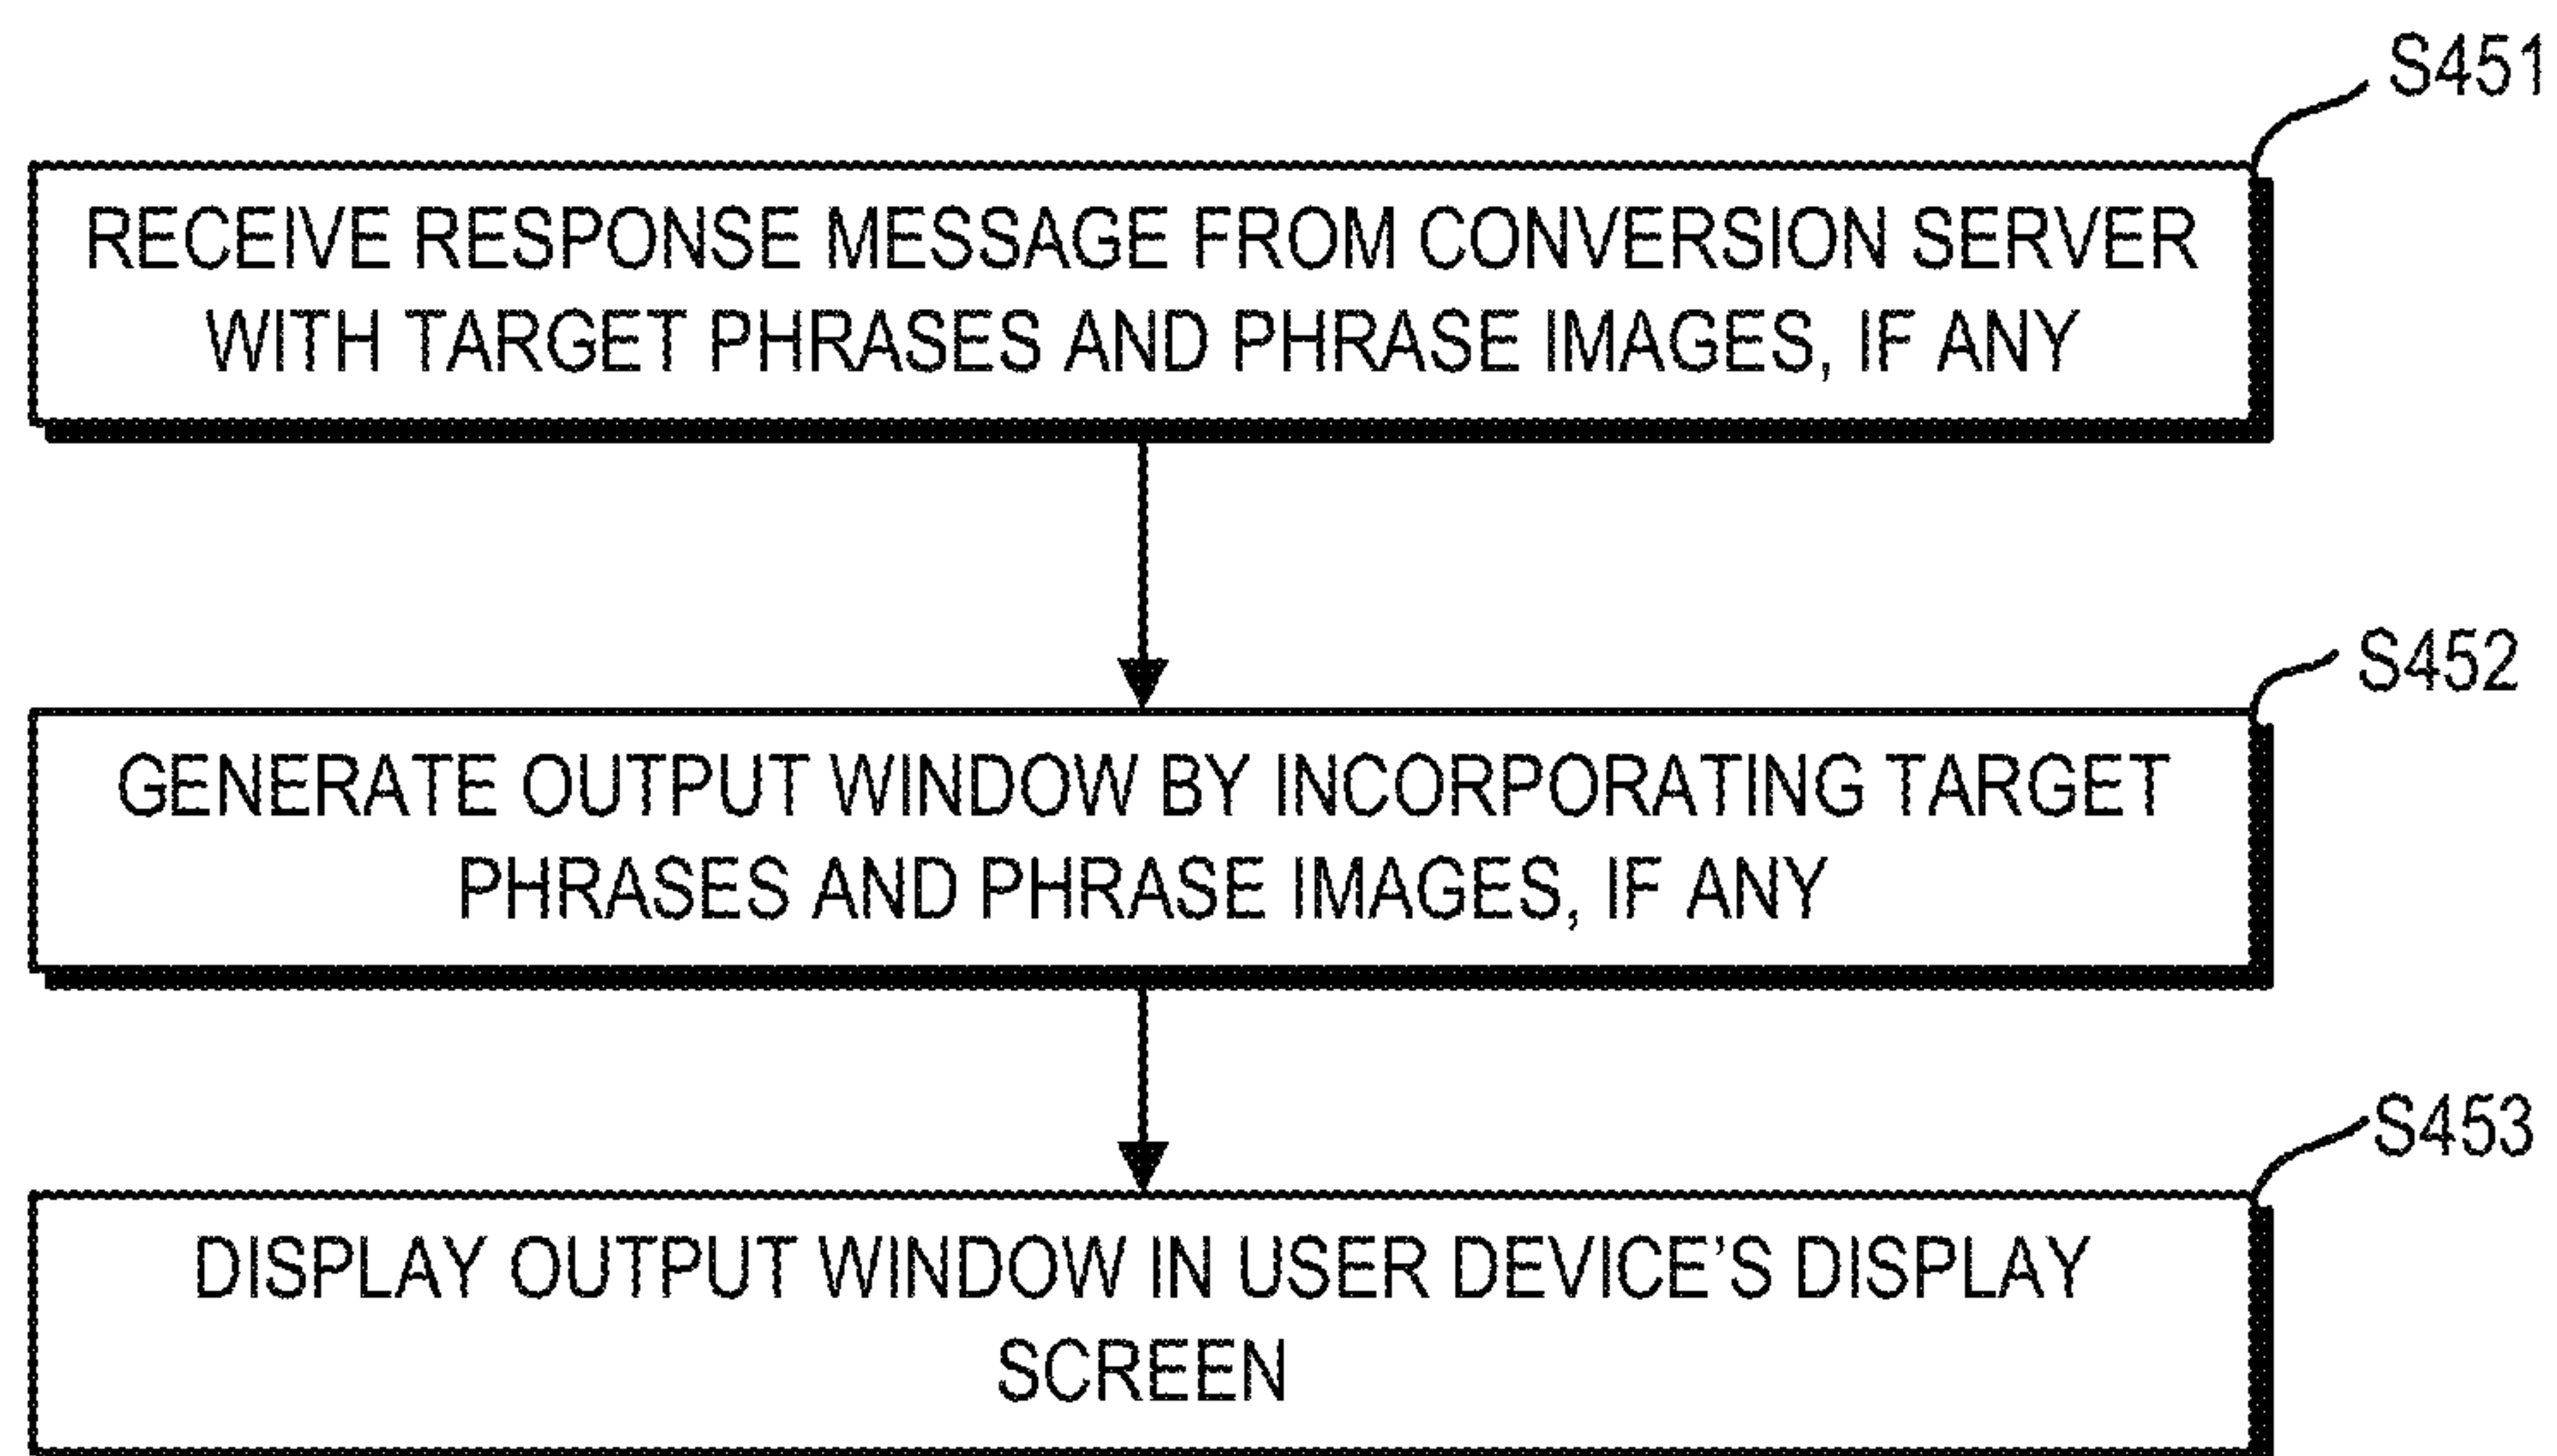 S451
RECEIVE RESPONSE MESSAGE FROM CONVERSION SERVER
WITH TARGET PHRASES AND PHRASE IMAGES, IF ANY
S452
GENERATE OUTPUT WINDOW BY INCORPORATING TARGET
PHRASES AND PHRASE IMAGES, IF ANY
S453
DISPLAY OUTPUT WINDOW IN USER DEVICE’S DISPLAY
SCREEN